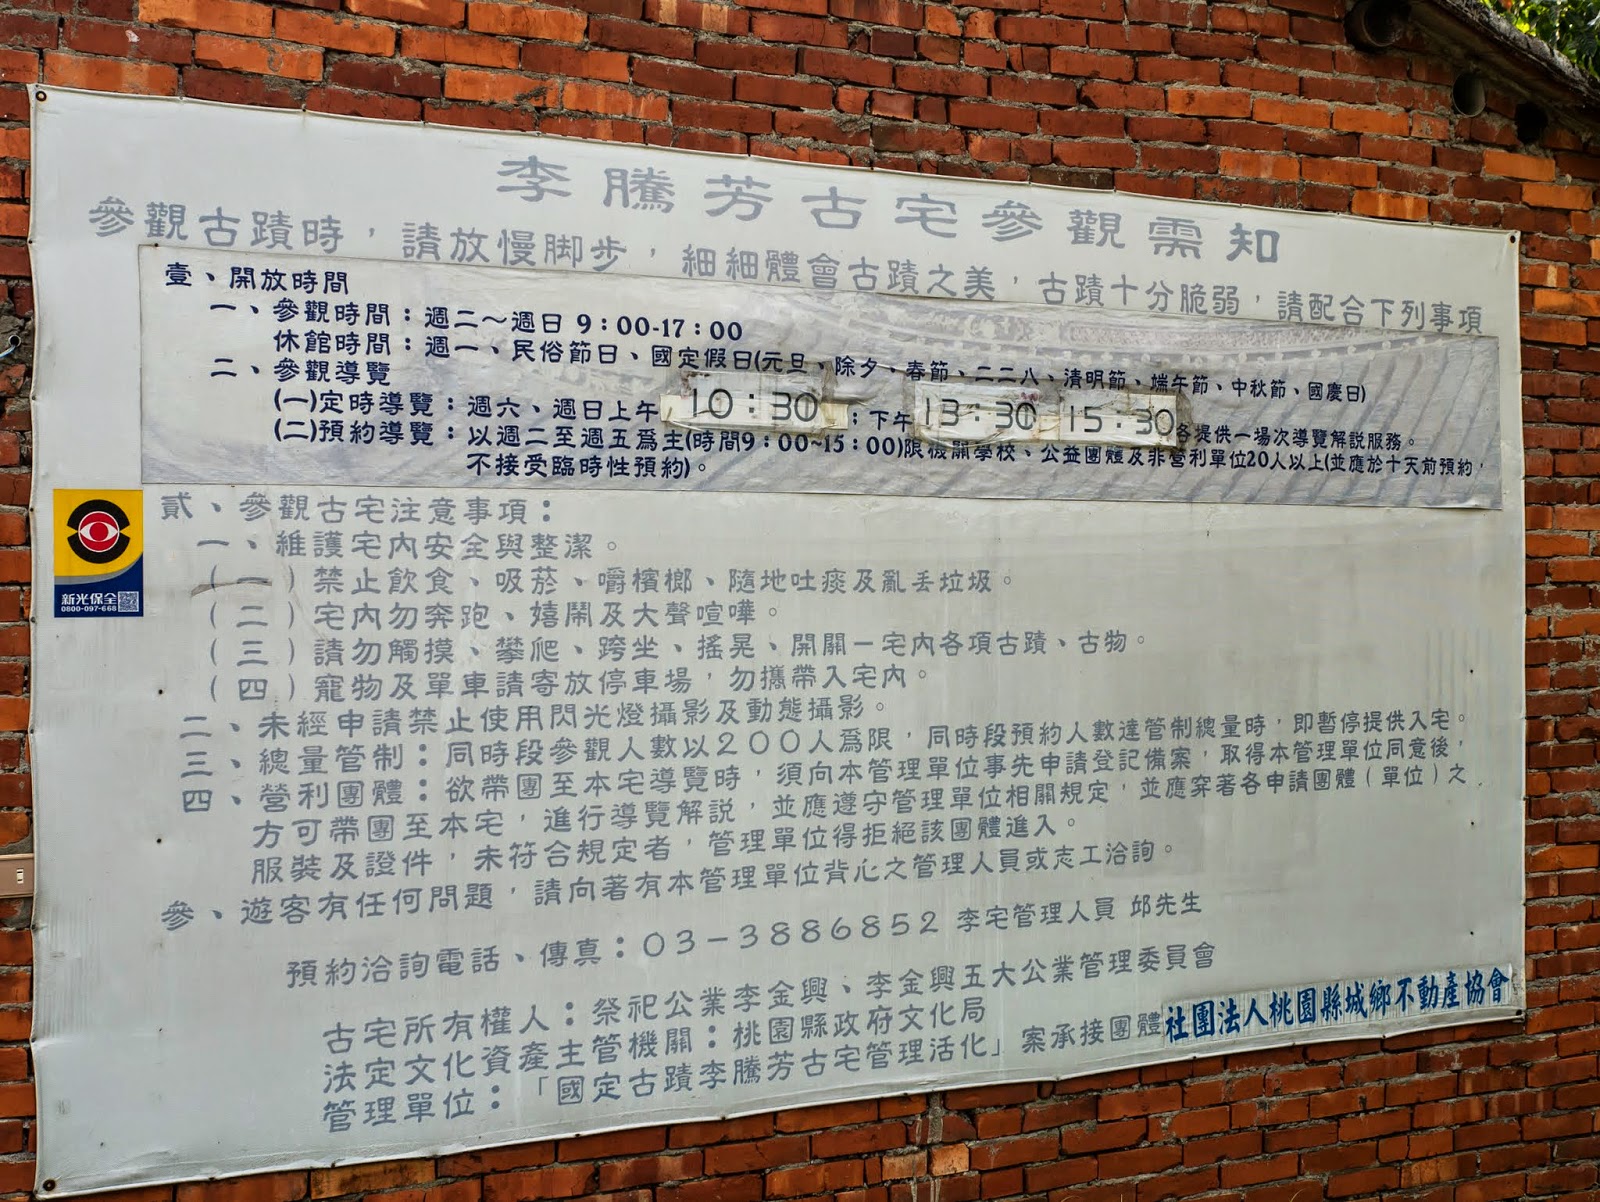 李騰芳古宅參觀需知
參觀古蹟時，請放慢腳步，細細體會古蹟之美，古蹟十分脆弱，請配合下列事項
壹、開放時間
一、參觀時間：週二～週日 9：00-17：00
休館時間：週一、民俗節日、國定假日(元旦、除夕、春節、二二八、清明節、端午節、中秋節、國慶日)
二、參觀導覽
(一)定時導覽：週六、週日上午 10：30 ；下午 13：30 15：30 各提供一場次導覽解說服務。
(二)預約導覽：以週二至週五為主(時間9：00~15：00)限機關學校、公益團體及非營利單位20人以上(並應於十天前預約，
不接受臨時性預約)。
貳、參觀古宅注意事項：
一、維護宅內安全與整潔。
(一)禁止飲食、吸菸、嚼檳榔、隨地吐痰及亂丟垃圾。
(二)宅內勿奔跑、嬉鬧及大聲喧嘩。
(三)請勿觸摸、攀爬、跨坐、搖晃、開關一宅內各項古蹟、古物。
(四)寵物及單車請寄放停車場，勿攜帶入宅內。
二、未經申請禁止使用閃光燈攝影及動態攝影。
三、總量管制：同時段參觀人數以200人為限，同時段預約人數達管制總量時，即暫停提供入宅。
四、營利團體：欲帶團至本宅導覽時，須向本管理單位事先申請登記備案，取得本管理單位同意後，
方可帶團至本宅，進行導覽解說，並應遵守管理單位相關規定，並應穿著各申請團體(單位)之
服裝及證件，未符合規定者，管理單位得拒絕該團體進入。
參、遊客有任何問題，請向著有本管理單位背心之管理人員或志工洽詢。
預約洽詢電話、傳真：03-3886852 李宅管理人員 邱先生
古宅所有權人：祭祀公業李金興、李金興五大公業管理委員會
法定文化資產主管機關：桃園縣政府文化局
管理單位：「國定古蹟李騰芳古宅管理活化」案承接團體社團法人桃園縣城鄉不動產協會
新光保全
0800-097-668